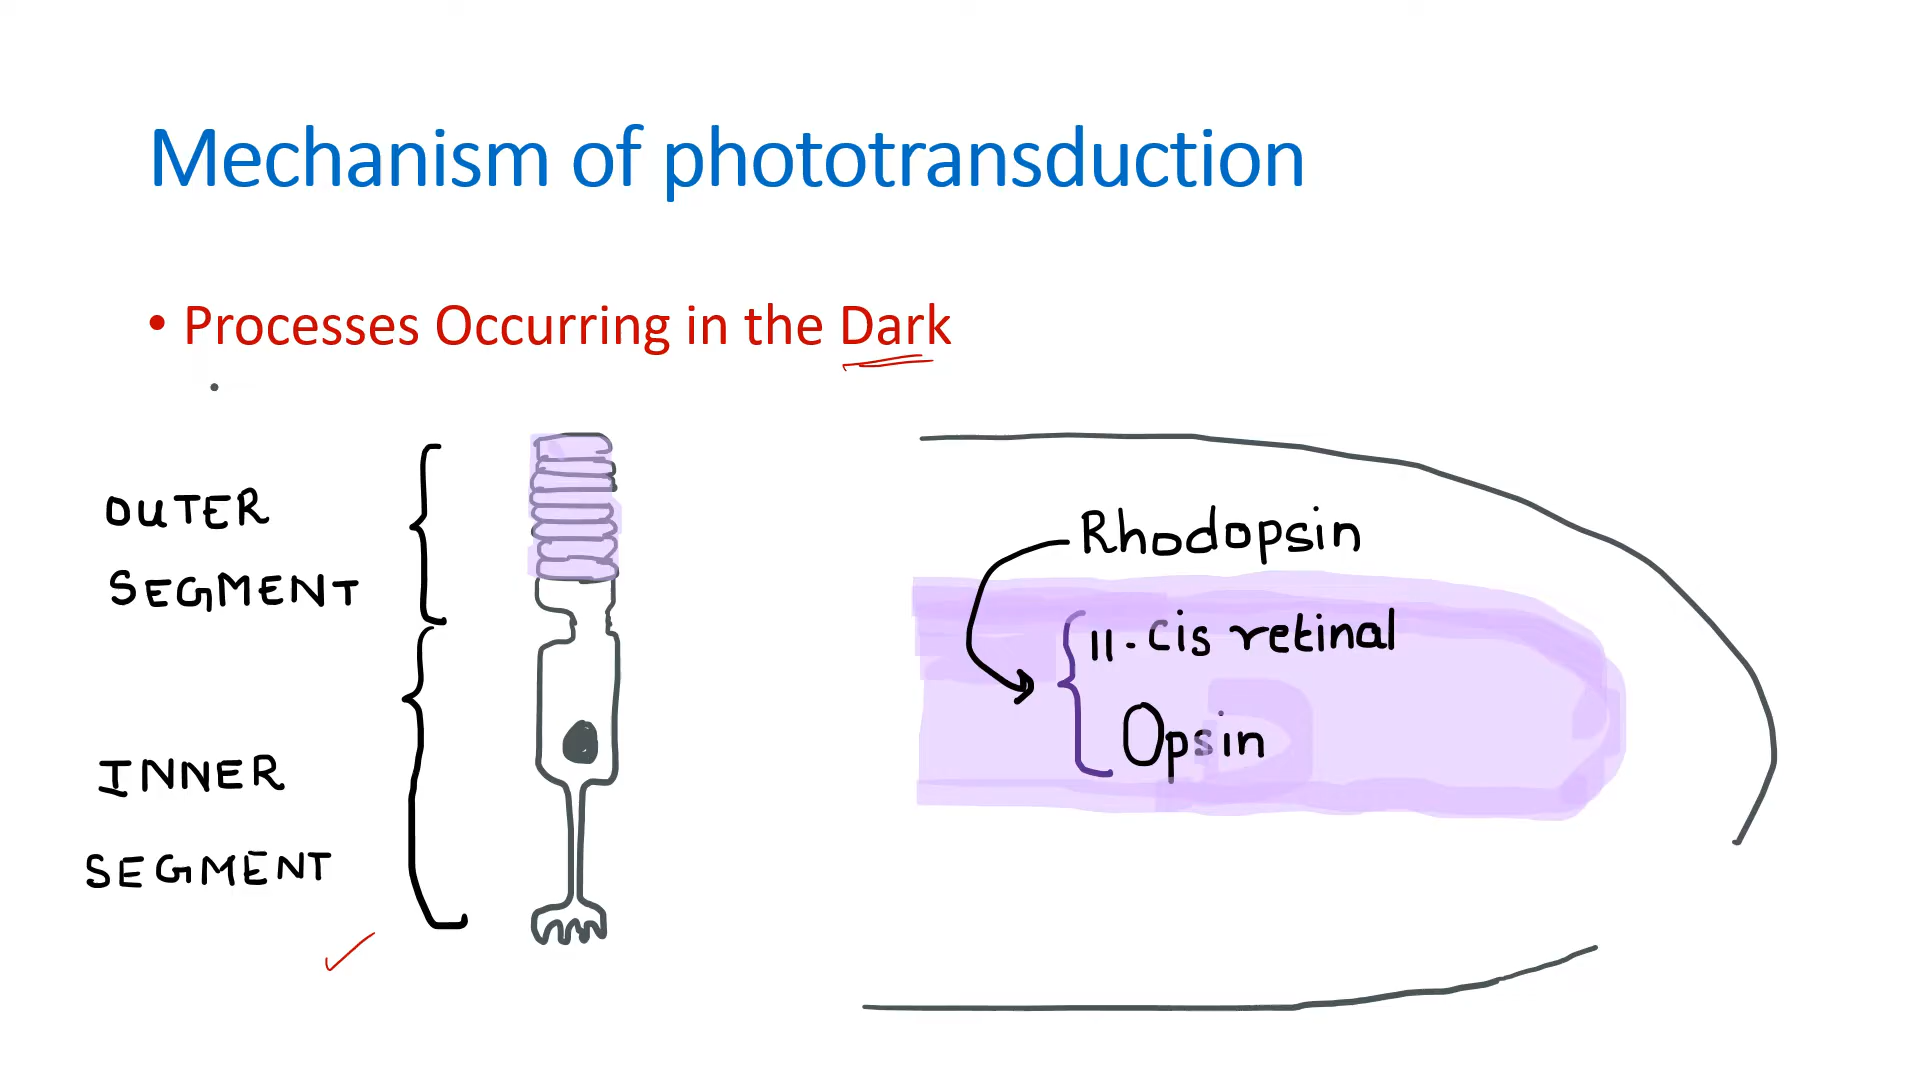 Mechanism of phototransduction
• Processes Occurring in the Dark
OUTER
SEGMENT
INNER
SEGMENT
Rhodopsin
11-cis retinal
Opsin